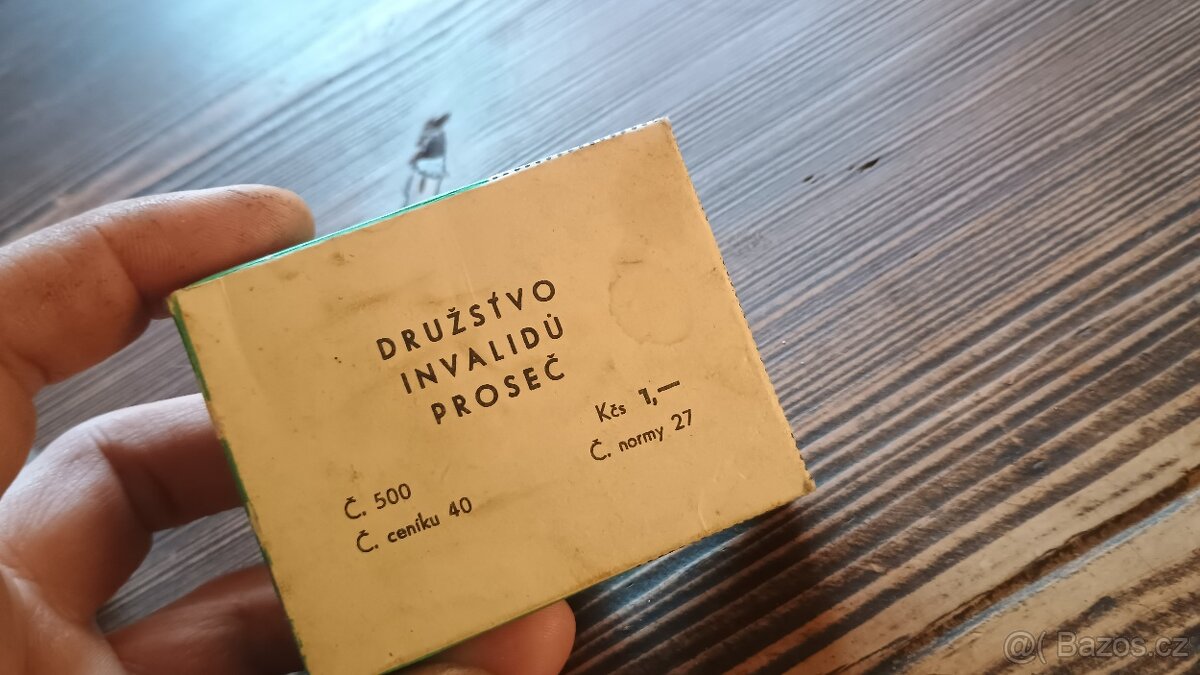 DRUŽSTVO
INVALIDŮ
PROSEČ
Kčs 1,—
Č. normy 27
Č. 500
Č. ceníku 40
@( Bazos.cz